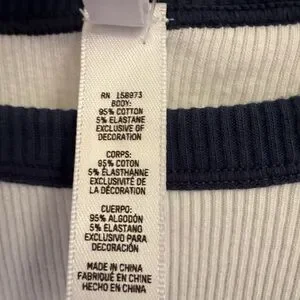 RN 158973
BODY:
95% COTTON
5% ELASTANE
EXCLUSIVE OF
DECORATION
CORPS:
95% COTON
5% ÉLASTHANNE
EXCLUSIVITÉ DE
LA DÉCORATION
CUERPO:
95% ALGODÓN
5% ELASTANO
EXCLUSIVO PARA
DECORACIÓN
MADE IN CHINA
FABRIQUÉ EN CHINE
HECHO EN CHINA